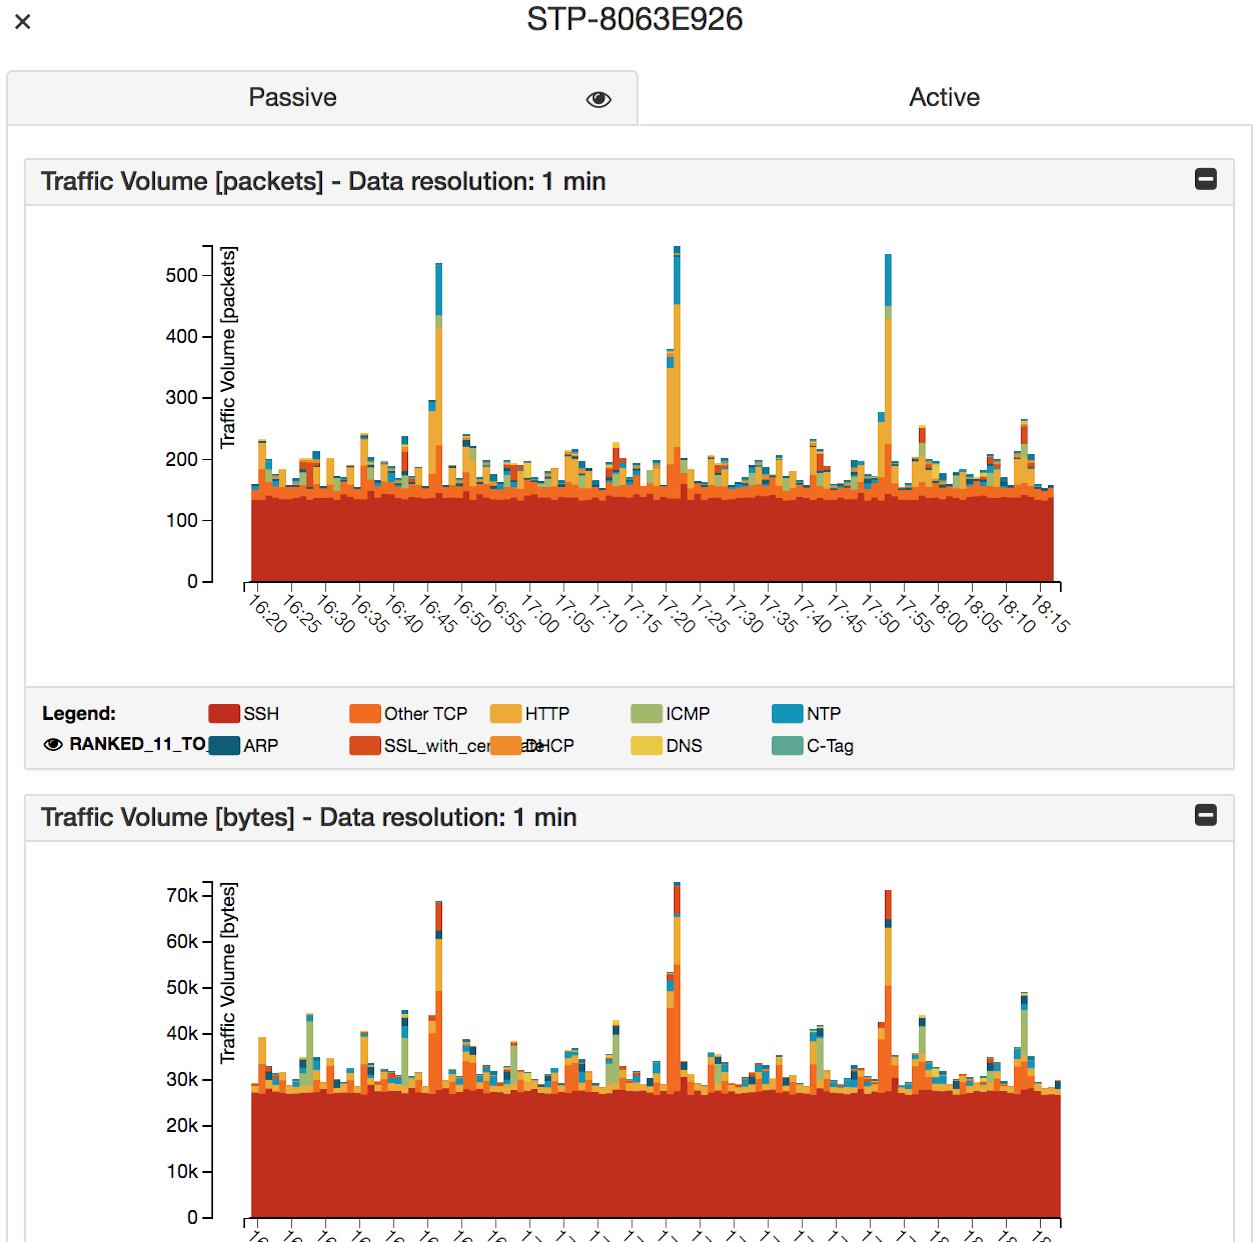 ×
STP-8063E926
Passive
Active
Traffic Volume [packets] - Data resolution: 1 min
Traffic Volume [packets]
500
400
300
200
100
0
16:20 16:25 16:30 16:35 16:40 16:45 16:50 16:55 17:00 17:05 17:10 17:15 17:20 17:25 17:30 17:35 17:40 17:45 17:50 17:55 18:00 18:05 18:10 18:15
Legend: SSH Other TCP HTTP ICMP NTP
RANKED_11_TO_ ARP SSL_with_cer DHCP DNS C-Tag
Traffic Volume [bytes] - Data resolution: 1 min
Traffic Volume [bytes]
70k
60k
50k
40k
30k
20k
10k
0